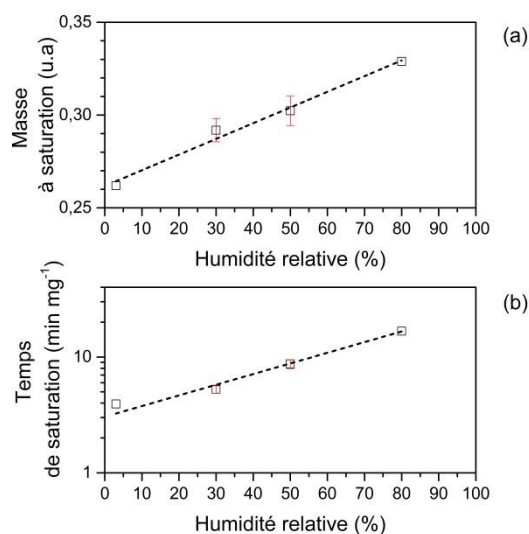 (a)
0,35
0,30
0,25
Masse
à saturation (u.a)
0 10 20 30 40 50 60 70 80 90 100
Humidité relative (%)
(b)
10
1
Temps
de saturation (min mg⁻¹)
0 10 20 30 40 50 60 70 80 90 100
Humidité relative (%)